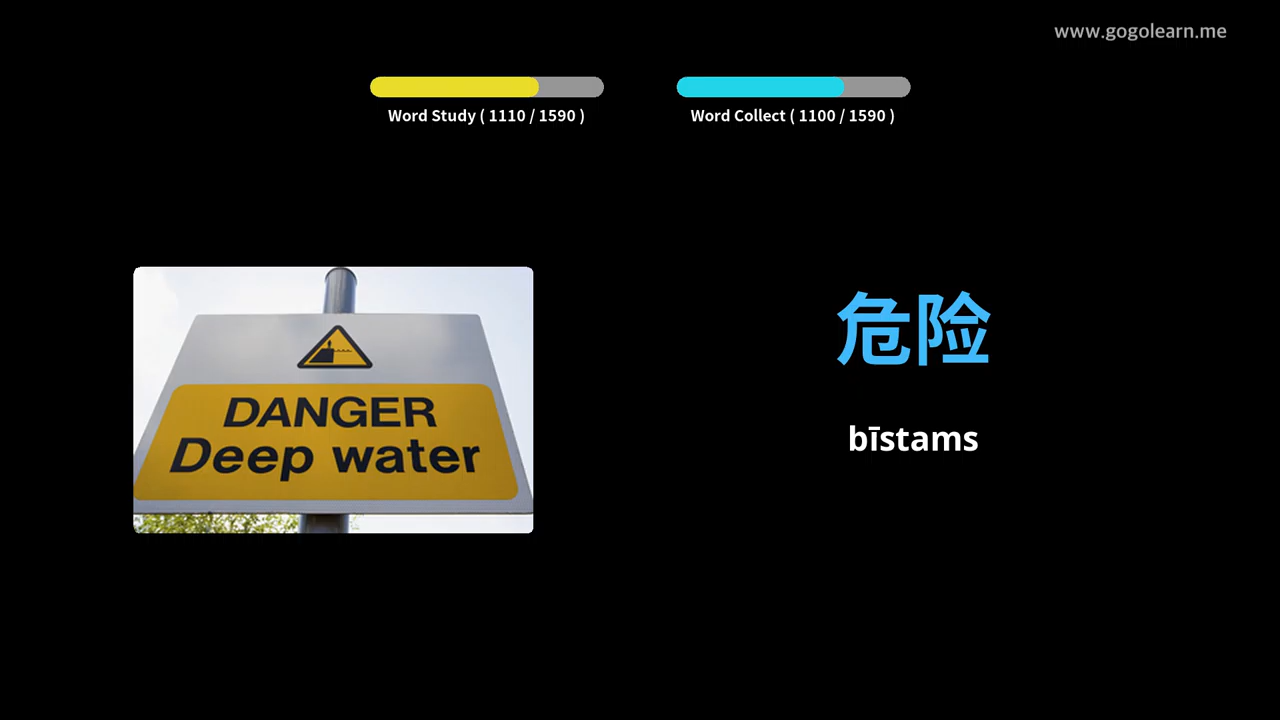 www.gogolearn.me
Word Study ( 1110 / 1590 )
Word Collect ( 1100 / 1590 )
DANGER
Deep water
危险
bīstams